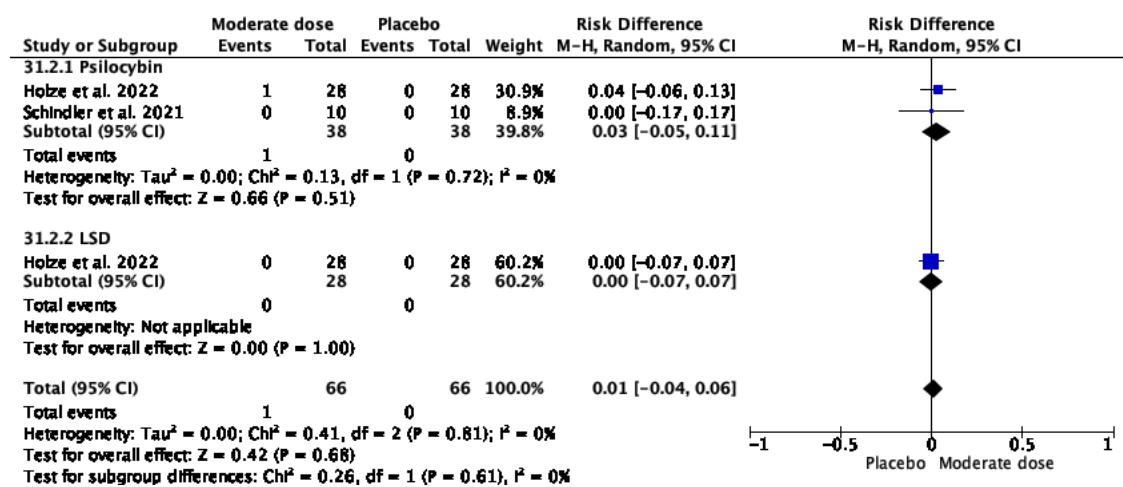 Moderate dose Placebo Risk Difference Risk Difference
Study or Subgroup Events Total Events Total Weight M-H, Random, 95% CI M-H, Random, 95% CI
31.2.1 Psilocybin
Holze et al. 2022 1 28 0 28 30.9% 0.04 [-0.06, 0.13]
Schindler et al. 2021 0 10 0 10 8.9% 0.00 [-0.17, 0.17]
Subtotal (95% CI) 38 38 39.8% 0.03 [-0.05, 0.11]
Total events 1 0
Heterogeneity: Tau² = 0.00; Chi² = 0.13, df = 1 (P = 0.72); I² = 0%
Test for overall effect: Z = 0.66 (P = 0.51)
31.2.2 LSD
Holze et al. 2022 0 28 0 28 60.2% 0.00 [-0.07, 0.07]
Subtotal (95% CI) 28 28 60.2% 0.00 [-0.07, 0.07]
Total events 0 0
Heterogeneity: Not applicable
Test for overall effect: Z = 0.00 (P = 1.00)
Total (95% CI) 66 66 100.0% 0.01 [-0.04, 0.06]
Total events 1 0
Heterogeneity: Tau² = 0.00; Chi² = 0.41, df = 2 (P = 0.81); I² = 0%
Test for overall effect: Z = 0.42 (P = 0.68)
Test for subgroup differences: Chi² = 0.26, df = 1 (P = 0.61), I² = 0%
-1 -0.5 0 0.5 1
Placebo Moderate dose